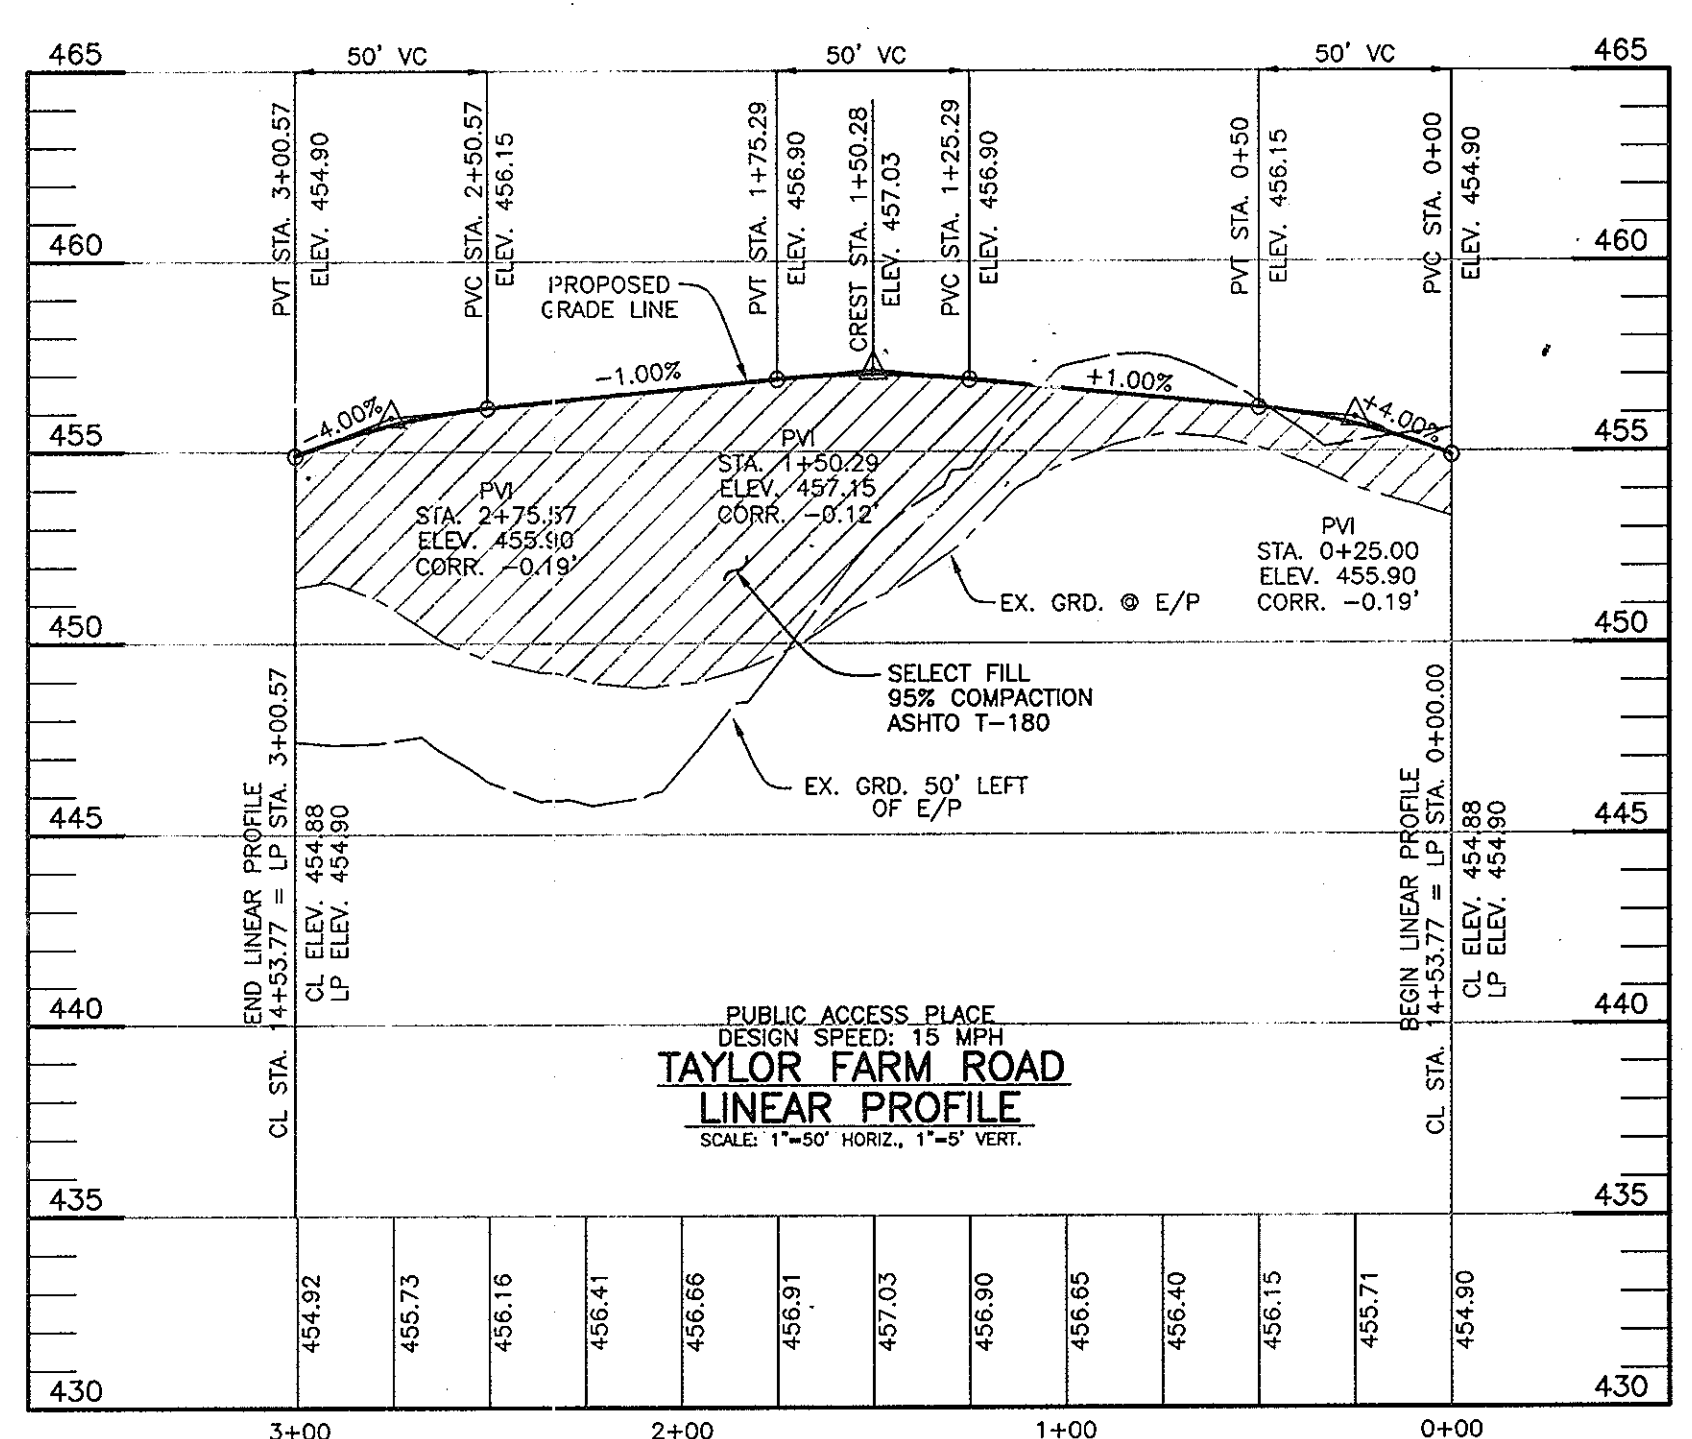 465
50' VC
50' VC
50' VC
465
PVT STA. 3+00.57
ELEV. 454.90
PVC STA. 2+50.57
ELEV. 456.15
PVT STA. 1+75.29
ELEV. 456.90
CREST STA. 1+50.28
ELEV. 457.03
PVC STA. 1+25.29
ELEV. 456.90
PVT STA. 0+50
ELEV. 456.15
PVC STA. 0+00
ELEV. 454.90
460
460
PROPOSED
GRADE LINE
-4.00%
-1.00%
+1.00%
+4.00%
455
455
PVI
STA. 2+75.57
ELEV. 455.90
CORR. -0.19'
PVI
STA. 1+50.29
ELEV. 457.15
CORR. -0.12'
PVI
STA. 0+25.00
ELEV. 455.90
CORR. -0.19'
EX. GRD. @ E/P
450
450
SELECT FILL
95% COMPACTION
ASHTO T-180
EX. GRD. 50' LEFT
OF E/P
445
445
END LINEAR PROFILE
CL STA. 14+53.77 = LP STA. 3+00.57
CL ELEV. 454.88
LP ELEV. 454.90
BEGIN LINEAR PROFILE
CL STA. 14+53.77 = LP STA. 0+00.00
CL ELEV. 454.88
LP ELEV. 454.90
440
440
PUBLIC ACCESS PLACE
DESIGN SPEED: 15 MPH
TAYLOR FARM ROAD
LINEAR PROFILE
SCALE: 1"=50' HORIZ., 1"=5' VERT.
435
435
454.92
455.73
456.16
456.41
456.66
456.91
457.03
456.90
456.65
456.40
456.15
455.71
454.90
430
430
3+00
2+00
1+00
0+00